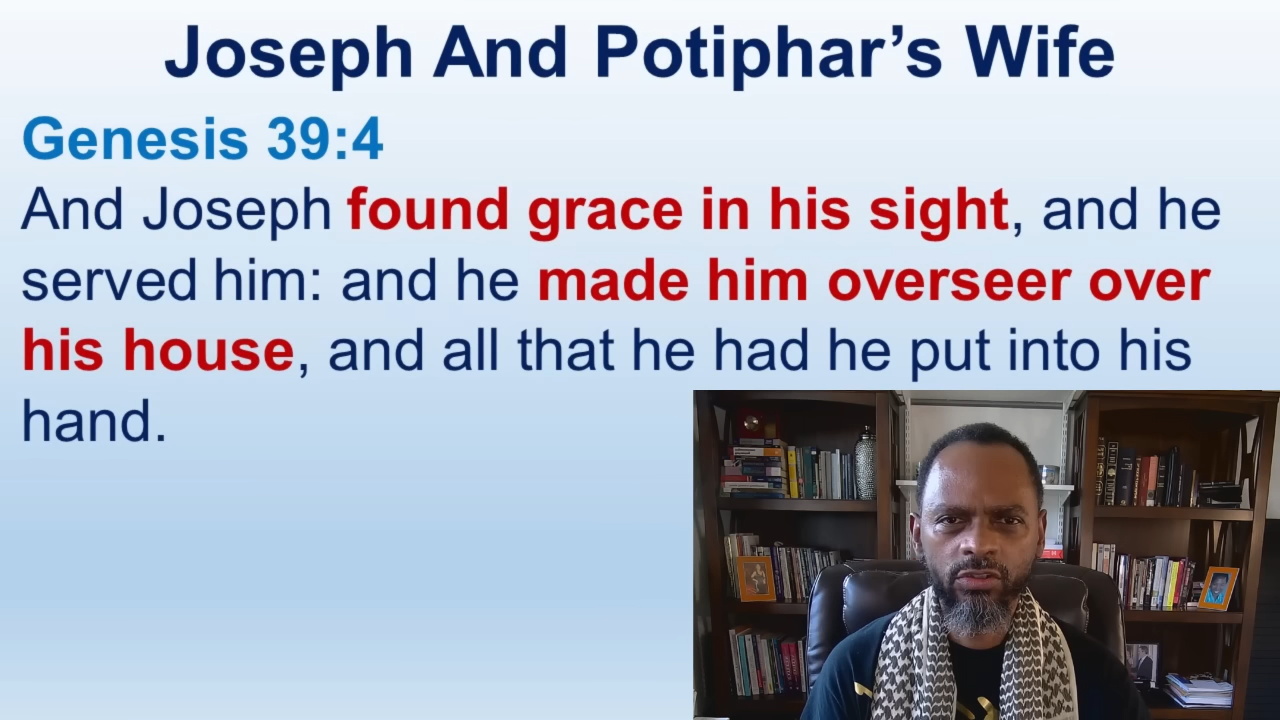 Joseph And Potiphar’s Wife
Genesis 39:4
And Joseph found grace in his sight, and he
served him: and he made him overseer over
his house, and all that he had he put into his
hand.